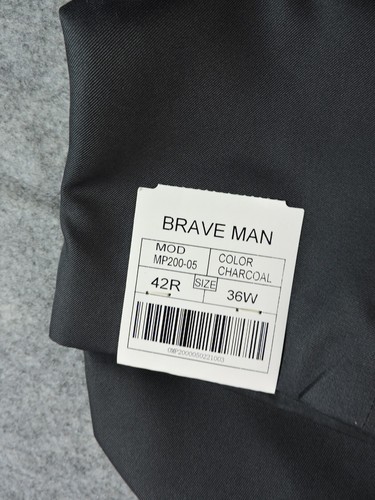 BRAVE MAN
MOD
MP200-05
COLOR
CHARCOAL
42R
SIZE
36W